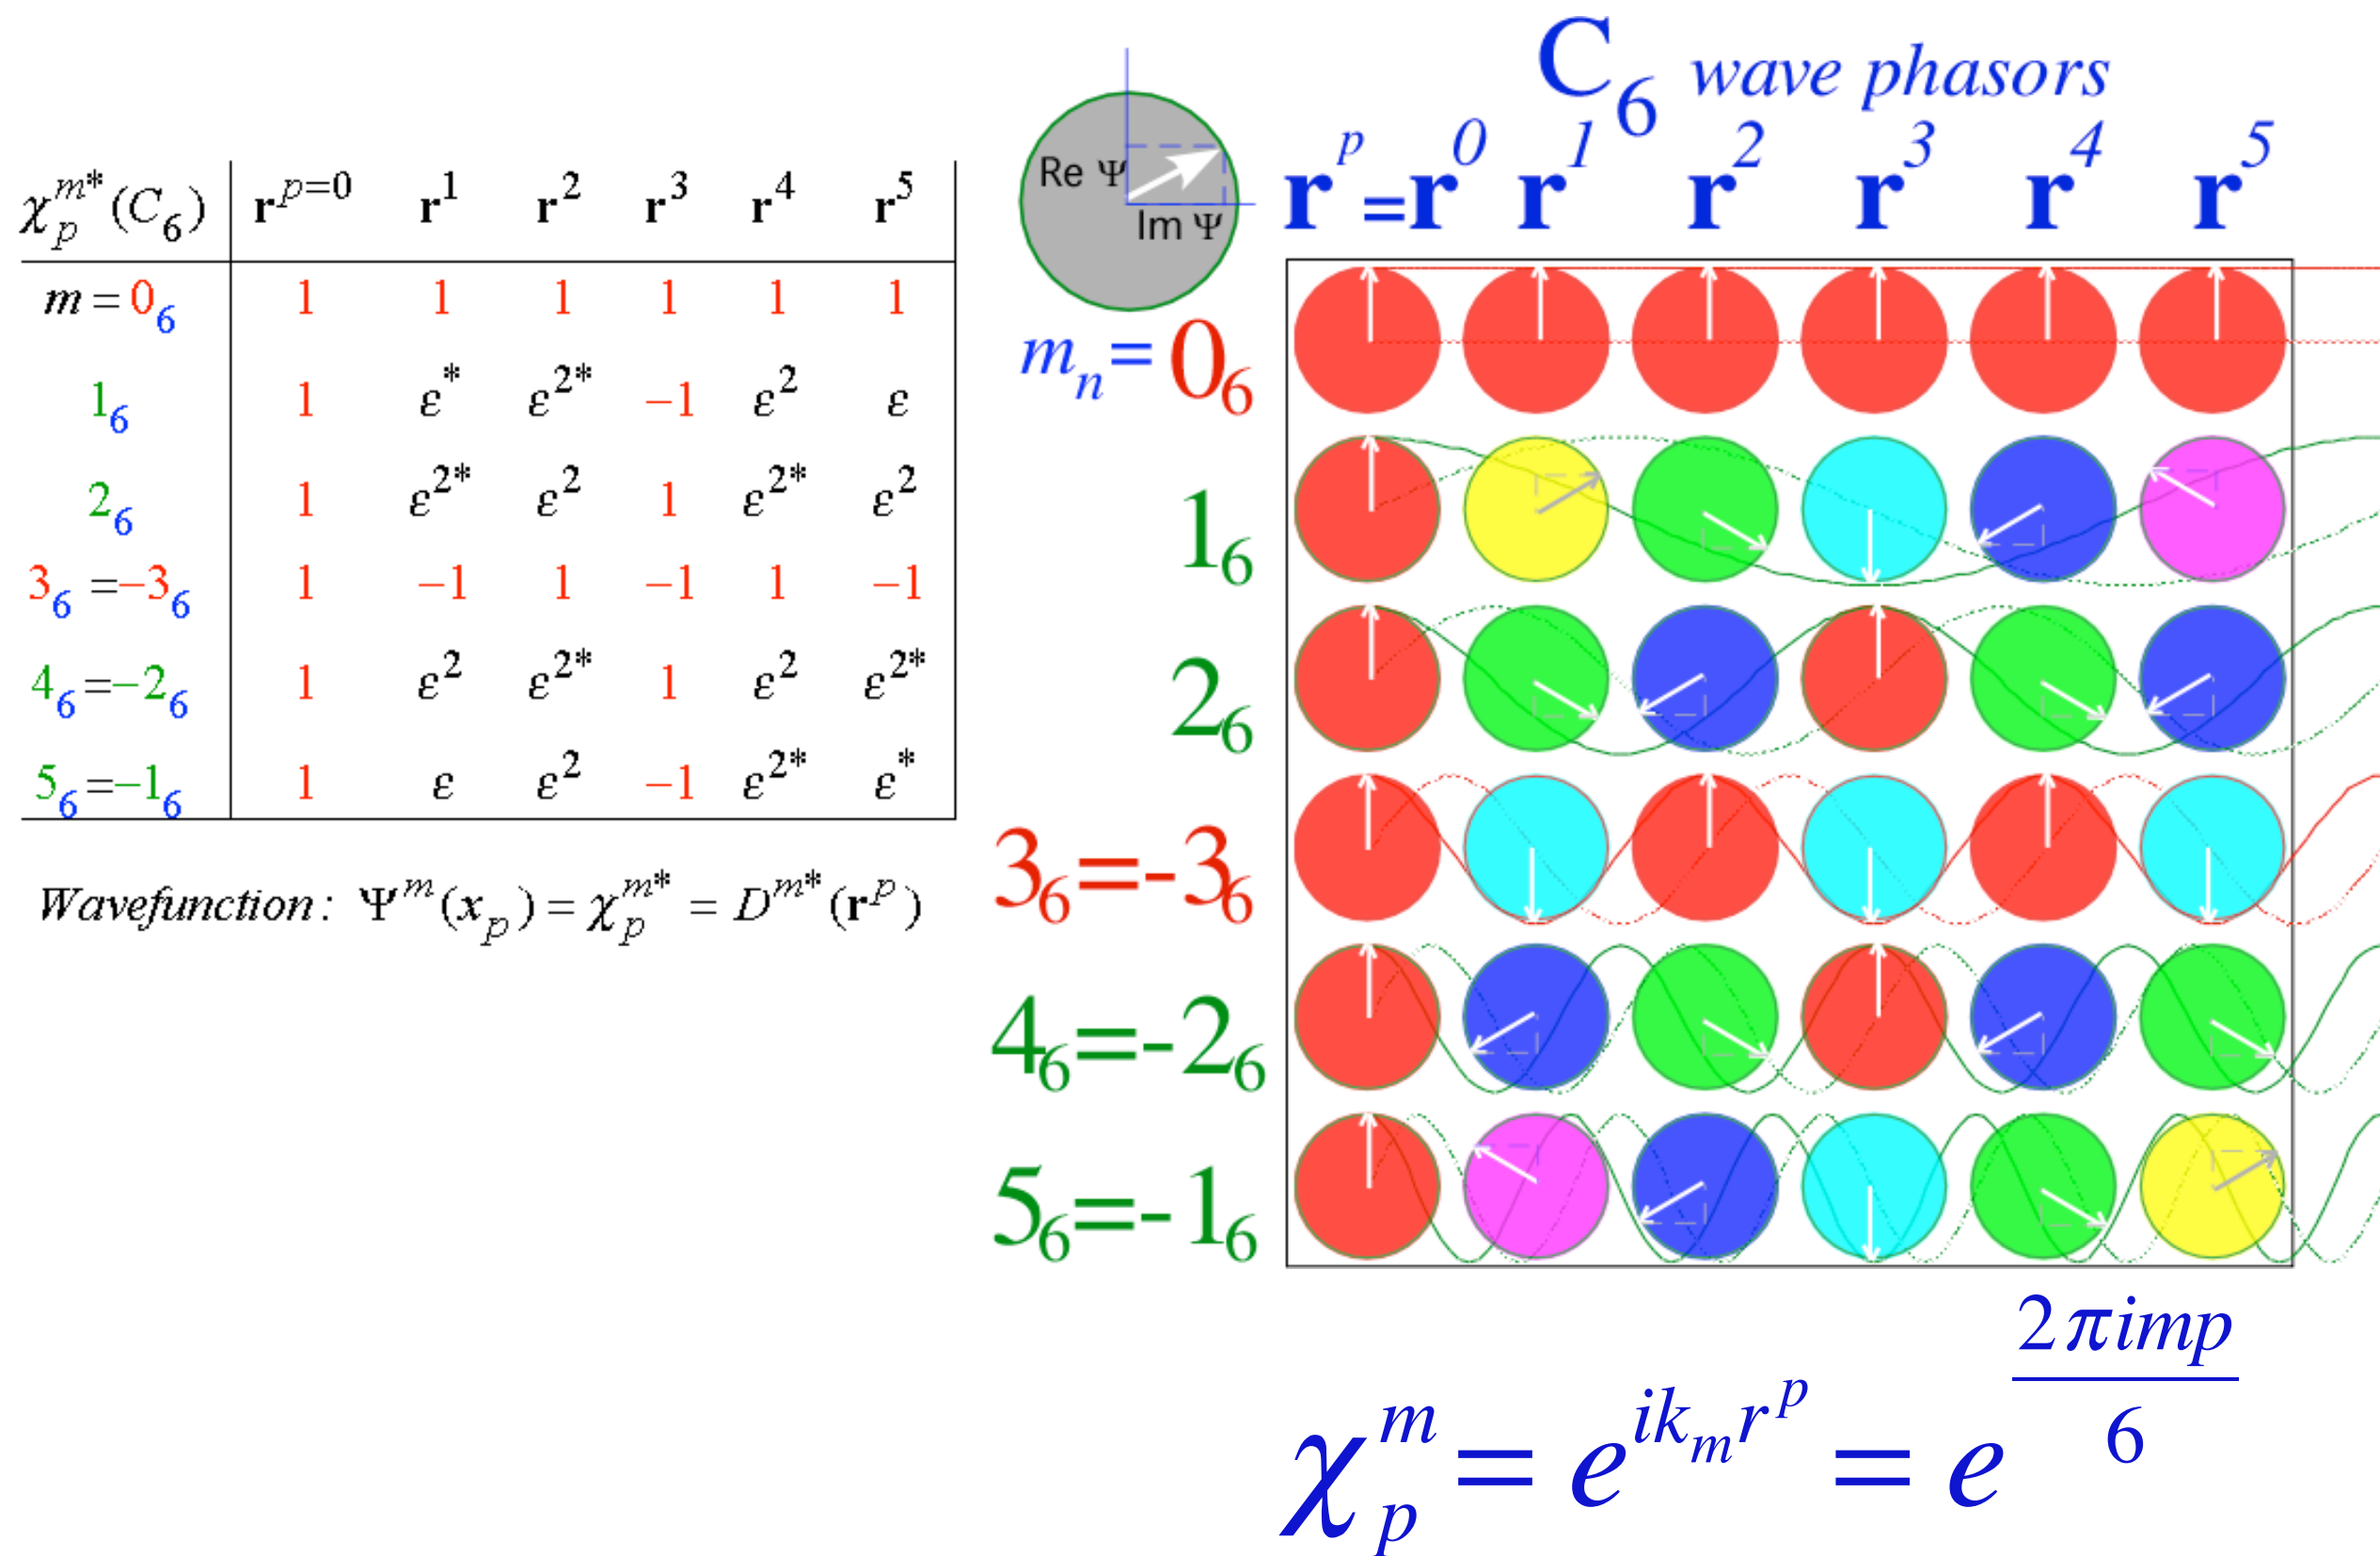 χ_p^{m*}(C_6) r^{p=0} r^1 r^2 r^3 r^4 r^5
m = 0_6 1 1 1 1 1 1
1_6 1 ε^* ε^{2*} −1 ε^2 ε
2_6 1 ε^{2*} ε^2 1 ε^{2*} ε^2
3_6 =−3_6 1 −1 1 −1 1 −1
4_6 =−2_6 1 ε^2 ε^{2*} 1 ε^2 ε^{2*}
5_6 =−1_6 1 ε ε^2 −1 ε^{2*} ε^*
Wavefunction: Ψ^m(x_p) = χ_p^{m*} = D^{m*}(r^p)
Re Ψ
Im Ψ
C_6 wave phasors
r^p = r^0 r^1 r^2 r^3 r^4 r^5
m_n = 0_6
1_6
2_6
3_6=-3_6
4_6=-2_6
5_6=-1_6
χ_p^m = e^{ik_m r^p} = e^{\frac{2πimp}{6}}